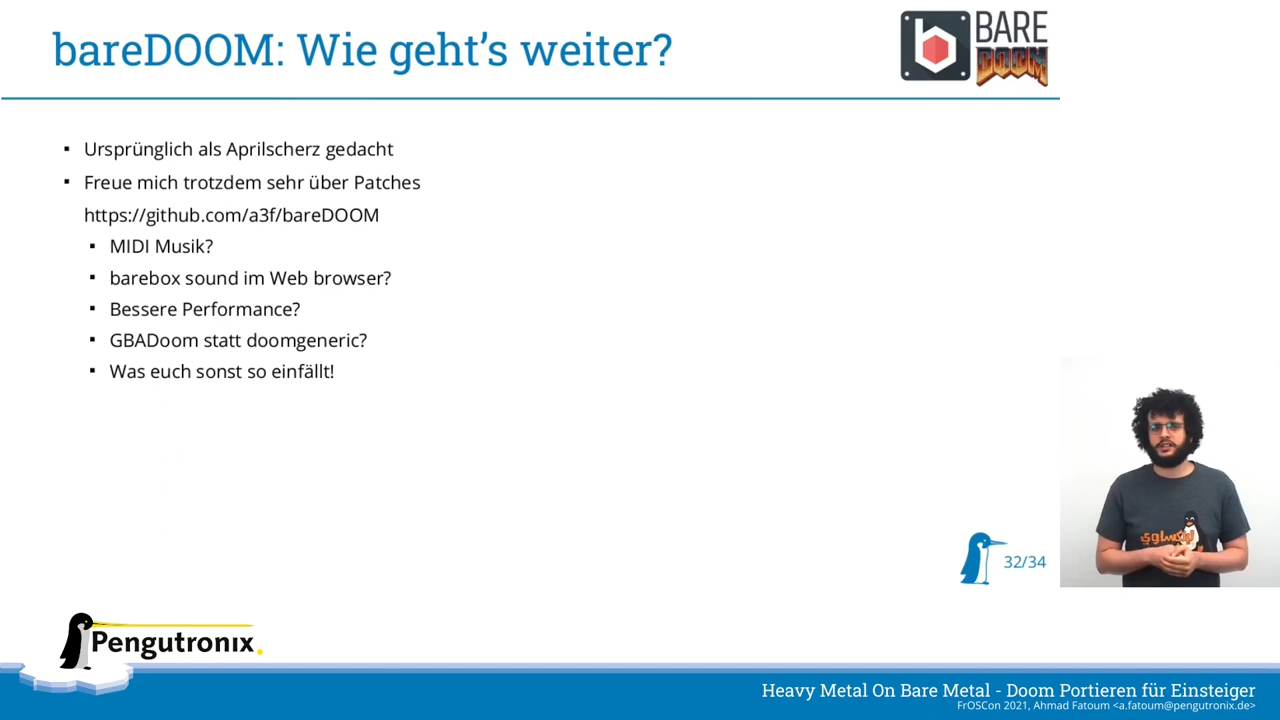 bareDOOM: Wie geht's weiter?
b BARE
DOOM
▪ Ursprünglich als Aprilscherz gedacht
▪ Freue mich trotzdem sehr über Patches
https://github.com/a3f/bareDOOM
▪ MIDI Musik?
▪ barebox sound im Web browser?
▪ Bessere Performance?
▪ GBADoom statt doomgeneric?
▪ Was euch sonst so einfällt!
لينكساوي
32/34
Pengutronix.
Heavy Metal On Bare Metal - Doom Portieren für Einsteiger
FrOSCon 2021, Ahmad Fatoum <a.fatoum@pengutronix.de>